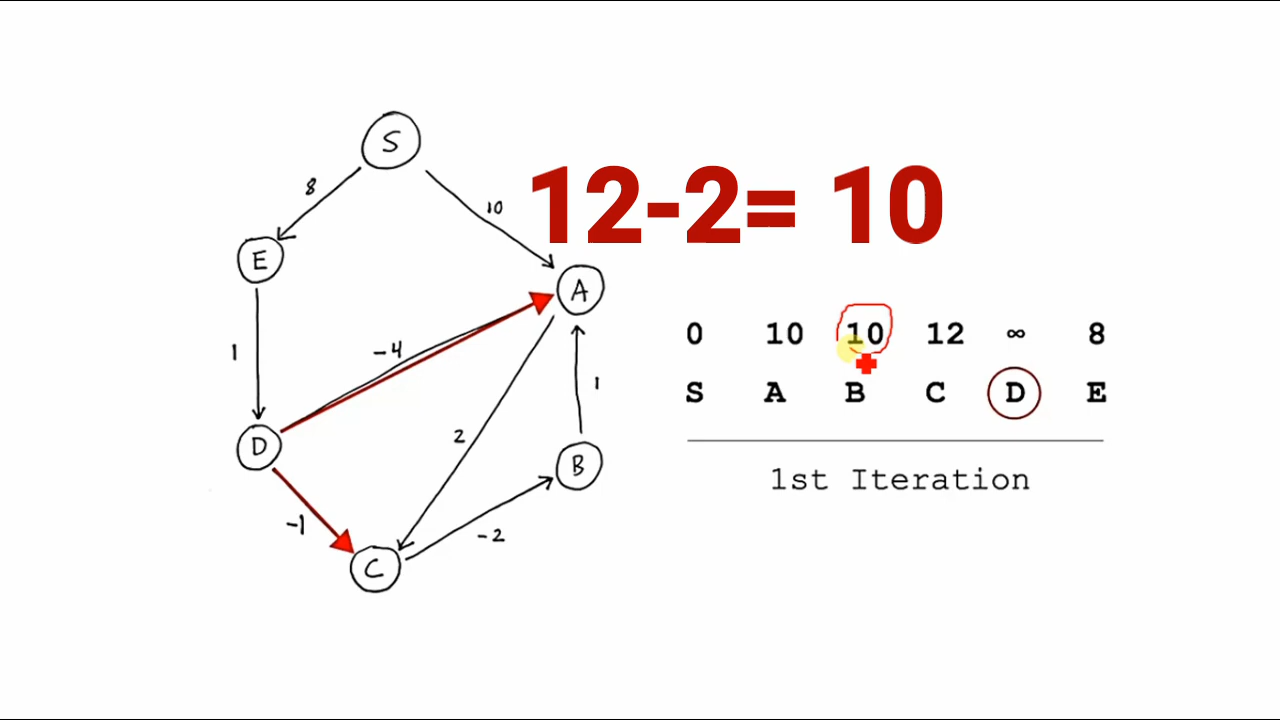 S
8
10
12-2= 10
E
A
1
-4
1
2
D
B
-1
-2
C
0 10 10 12 ∞ 8
S A B C D E
1st Iteration